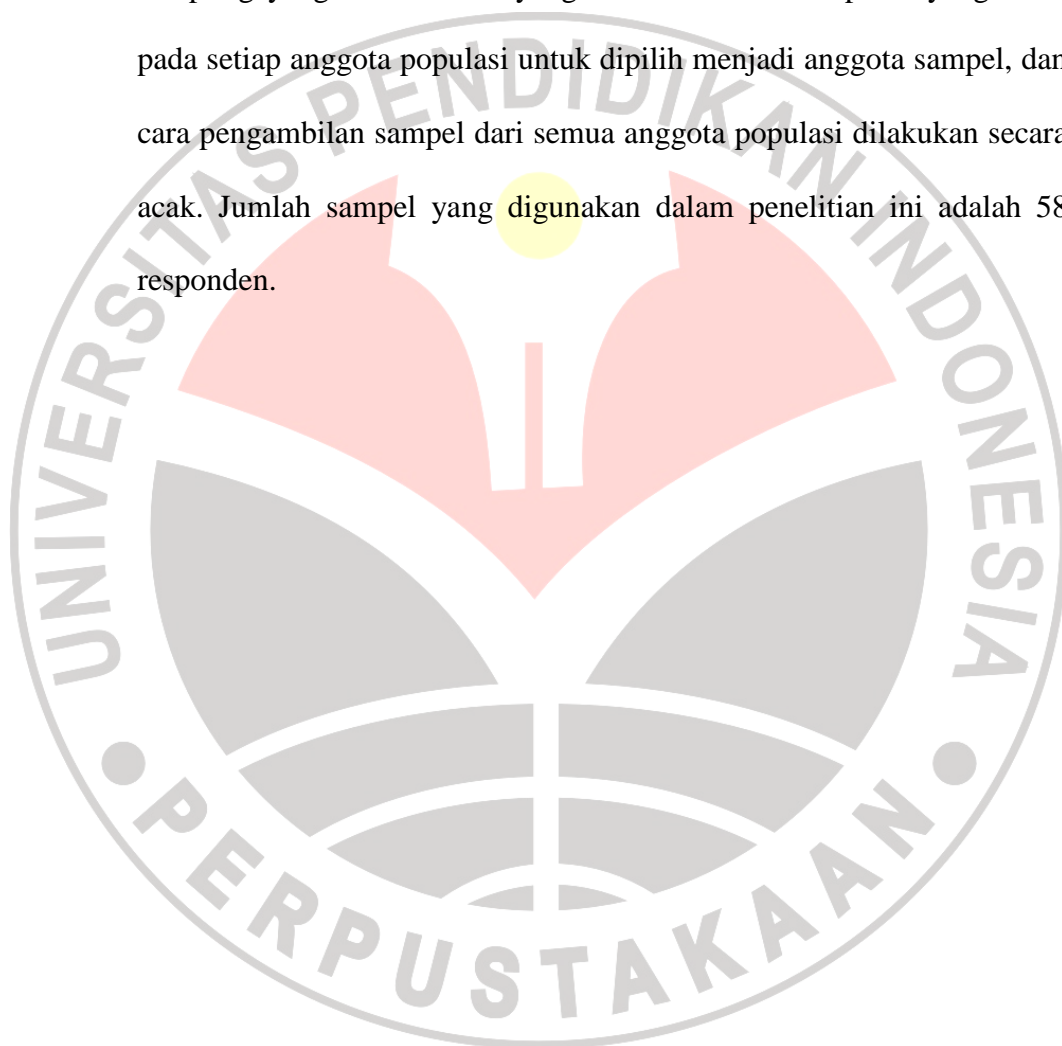 pada setiap anggota populasi untuk dipilih menjadi anggota sampel, dan
cara pengambilan sampel dari semua anggota populasi dilakukan secara
acak. Jumlah sampel yang digunakan dalam penelitian ini adalah 58
responden.
UNIVERSITAS PENDIDIKAN INDONESIA
PERPUSTAKAAN